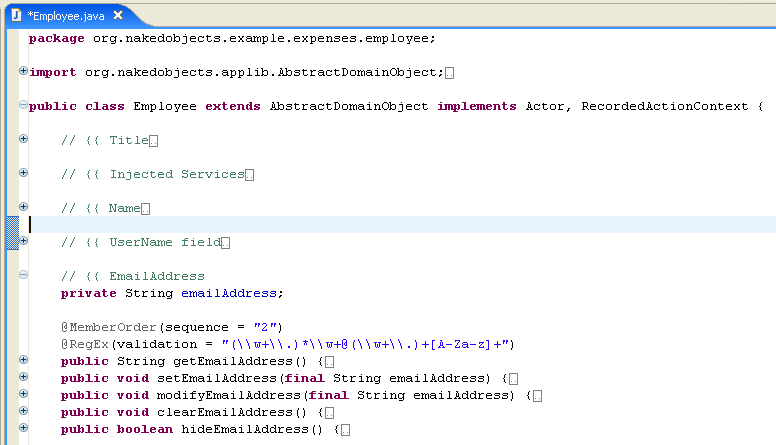 *Employee.java
package org.nakedobjects.example.expenses.employee;
import org.nakedobjects.applib.AbstractDomainObject;
public class Employee extends AbstractDomainObject implements Actor, RecordedActionContext {
// {{ Title
// {{ Injected Services
// {{ Name
// {{ UserName field
// {{ EmailAddress
private String emailAddress;
@MemberOrder(sequence = "2")
@RegEx(validation = "(\\w+\\.)*\\w+@(\\w+\\.)+[A-Za-z]+")
public String getEmailAddress() {
public void setEmailAddress(final String emailAddress) {
public void modifyEmailAddress(final String emailAddress) {
public void clearEmailAddress() {
public boolean hideEmailAddress() {